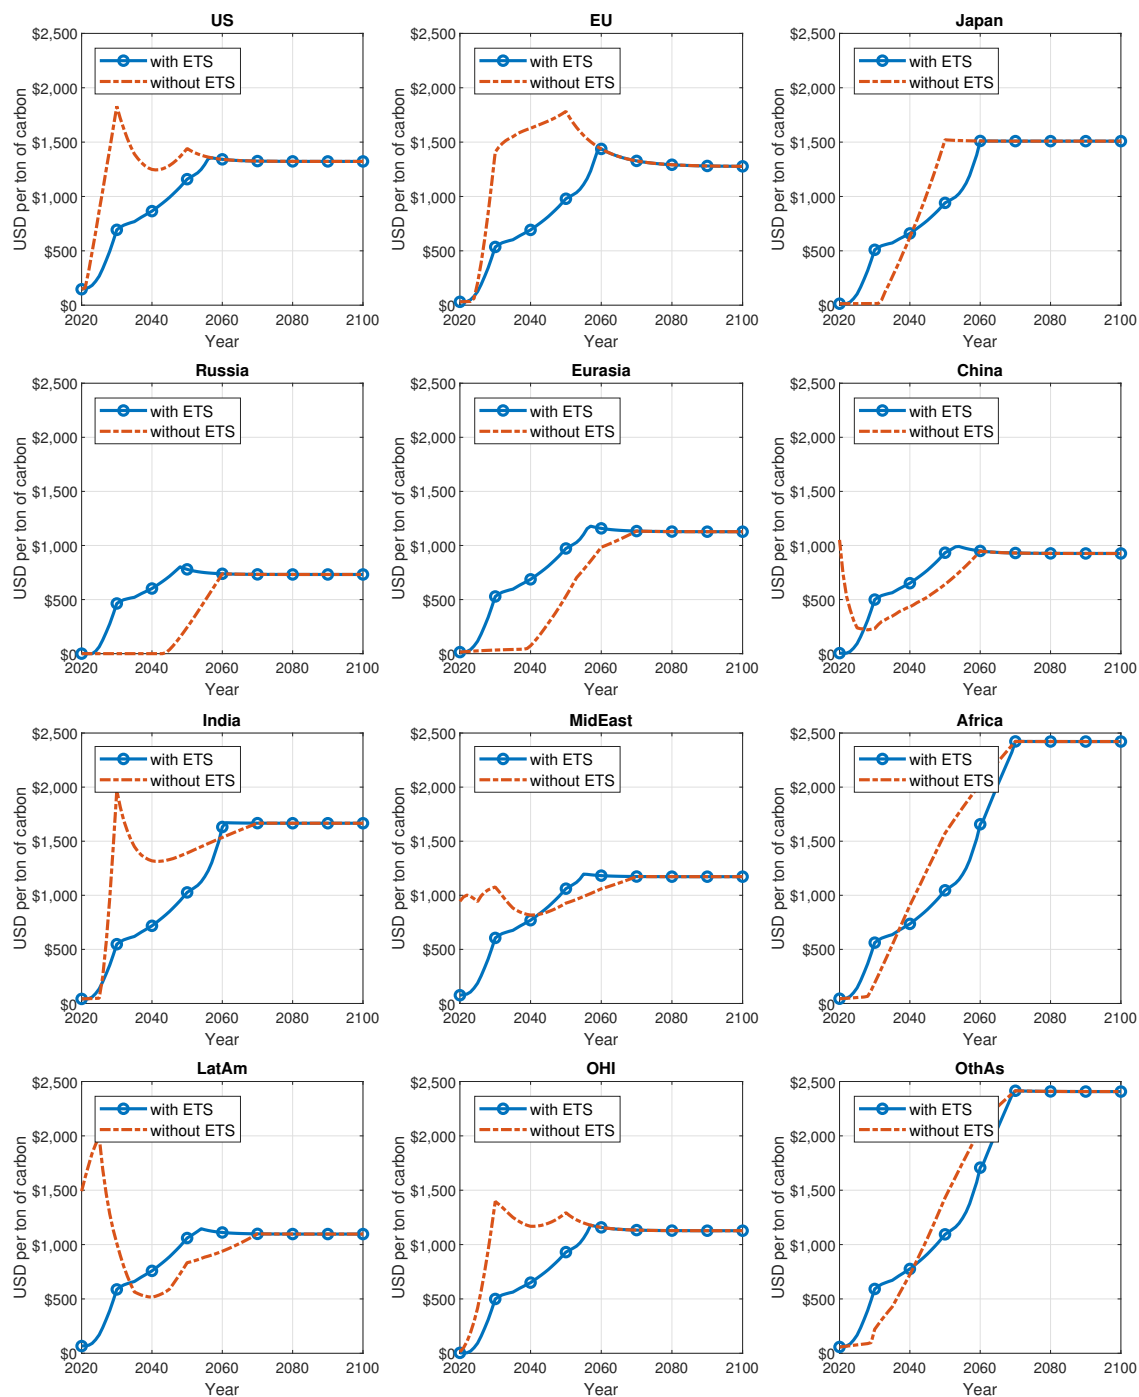 US
USD per ton of carbon
$2,500
$2,000
$1,500
$1,000
$500
$0
with ETS
without ETS
2020 2040 2060 2080 2100
Year
EU
USD per ton of carbon
$2,500
$2,000
$1,500
$1,000
$500
$0
with ETS
without ETS
2020 2040 2060 2080 2100
Year
Japan
USD per ton of carbon
$2,500
$2,000
$1,500
$1,000
$500
$0
with ETS
without ETS
2020 2040 2060 2080 2100
Year
Russia
USD per ton of carbon
$2,500
$2,000
$1,500
$1,000
$500
$0
with ETS
without ETS
2020 2040 2060 2080 2100
Year
Eurasia
USD per ton of carbon
$2,500
$2,000
$1,500
$1,000
$500
$0
with ETS
without ETS
2020 2040 2060 2080 2100
Year
China
USD per ton of carbon
$2,500
$2,000
$1,500
$1,000
$500
$0
with ETS
without ETS
2020 2040 2060 2080 2100
Year
India
USD per ton of carbon
$2,500
$2,000
$1,500
$1,000
$500
$0
with ETS
without ETS
2020 2040 2060 2080 2100
Year
MidEast
USD per ton of carbon
$2,500
$2,000
$1,500
$1,000
$500
$0
with ETS
without ETS
2020 2040 2060 2080 2100
Year
Africa
USD per ton of carbon
$2,500
$2,000
$1,500
$1,000
$500
$0
with ETS
without ETS
2020 2040 2060 2080 2100
Year
LatAm
USD per ton of carbon
$2,500
$2,000
$1,500
$1,000
$500
$0
with ETS
without ETS
2020 2040 2060 2080 2100
Year
OHI
USD per ton of carbon
$2,500
$2,000
$1,500
$1,000
$500
$0
with ETS
without ETS
2020 2040 2060 2080 2100
Year
OthAs
USD per ton of carbon
$2,500
$2,000
$1,500
$1,000
$500
$0
with ETS
without ETS
2020 2040 2060 2080 2100
Year